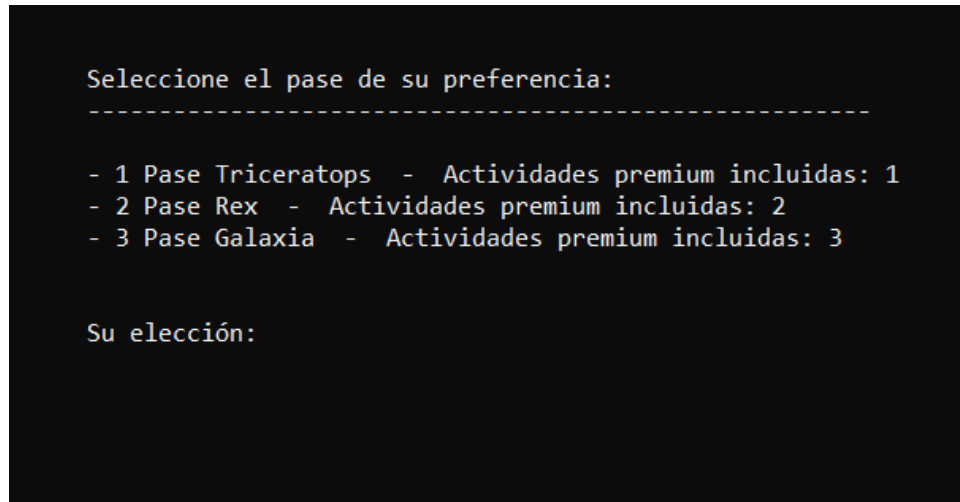 Seleccione el pase de su preferencia:
-------------------------------------------------------
- 1 Pase Triceratops  -  Actividades premium incluidas: 1
- 2 Pase Rex  -  Actividades premium incluidas: 2
- 3 Pase Galaxia  -  Actividades premium incluidas: 3
Su elección: